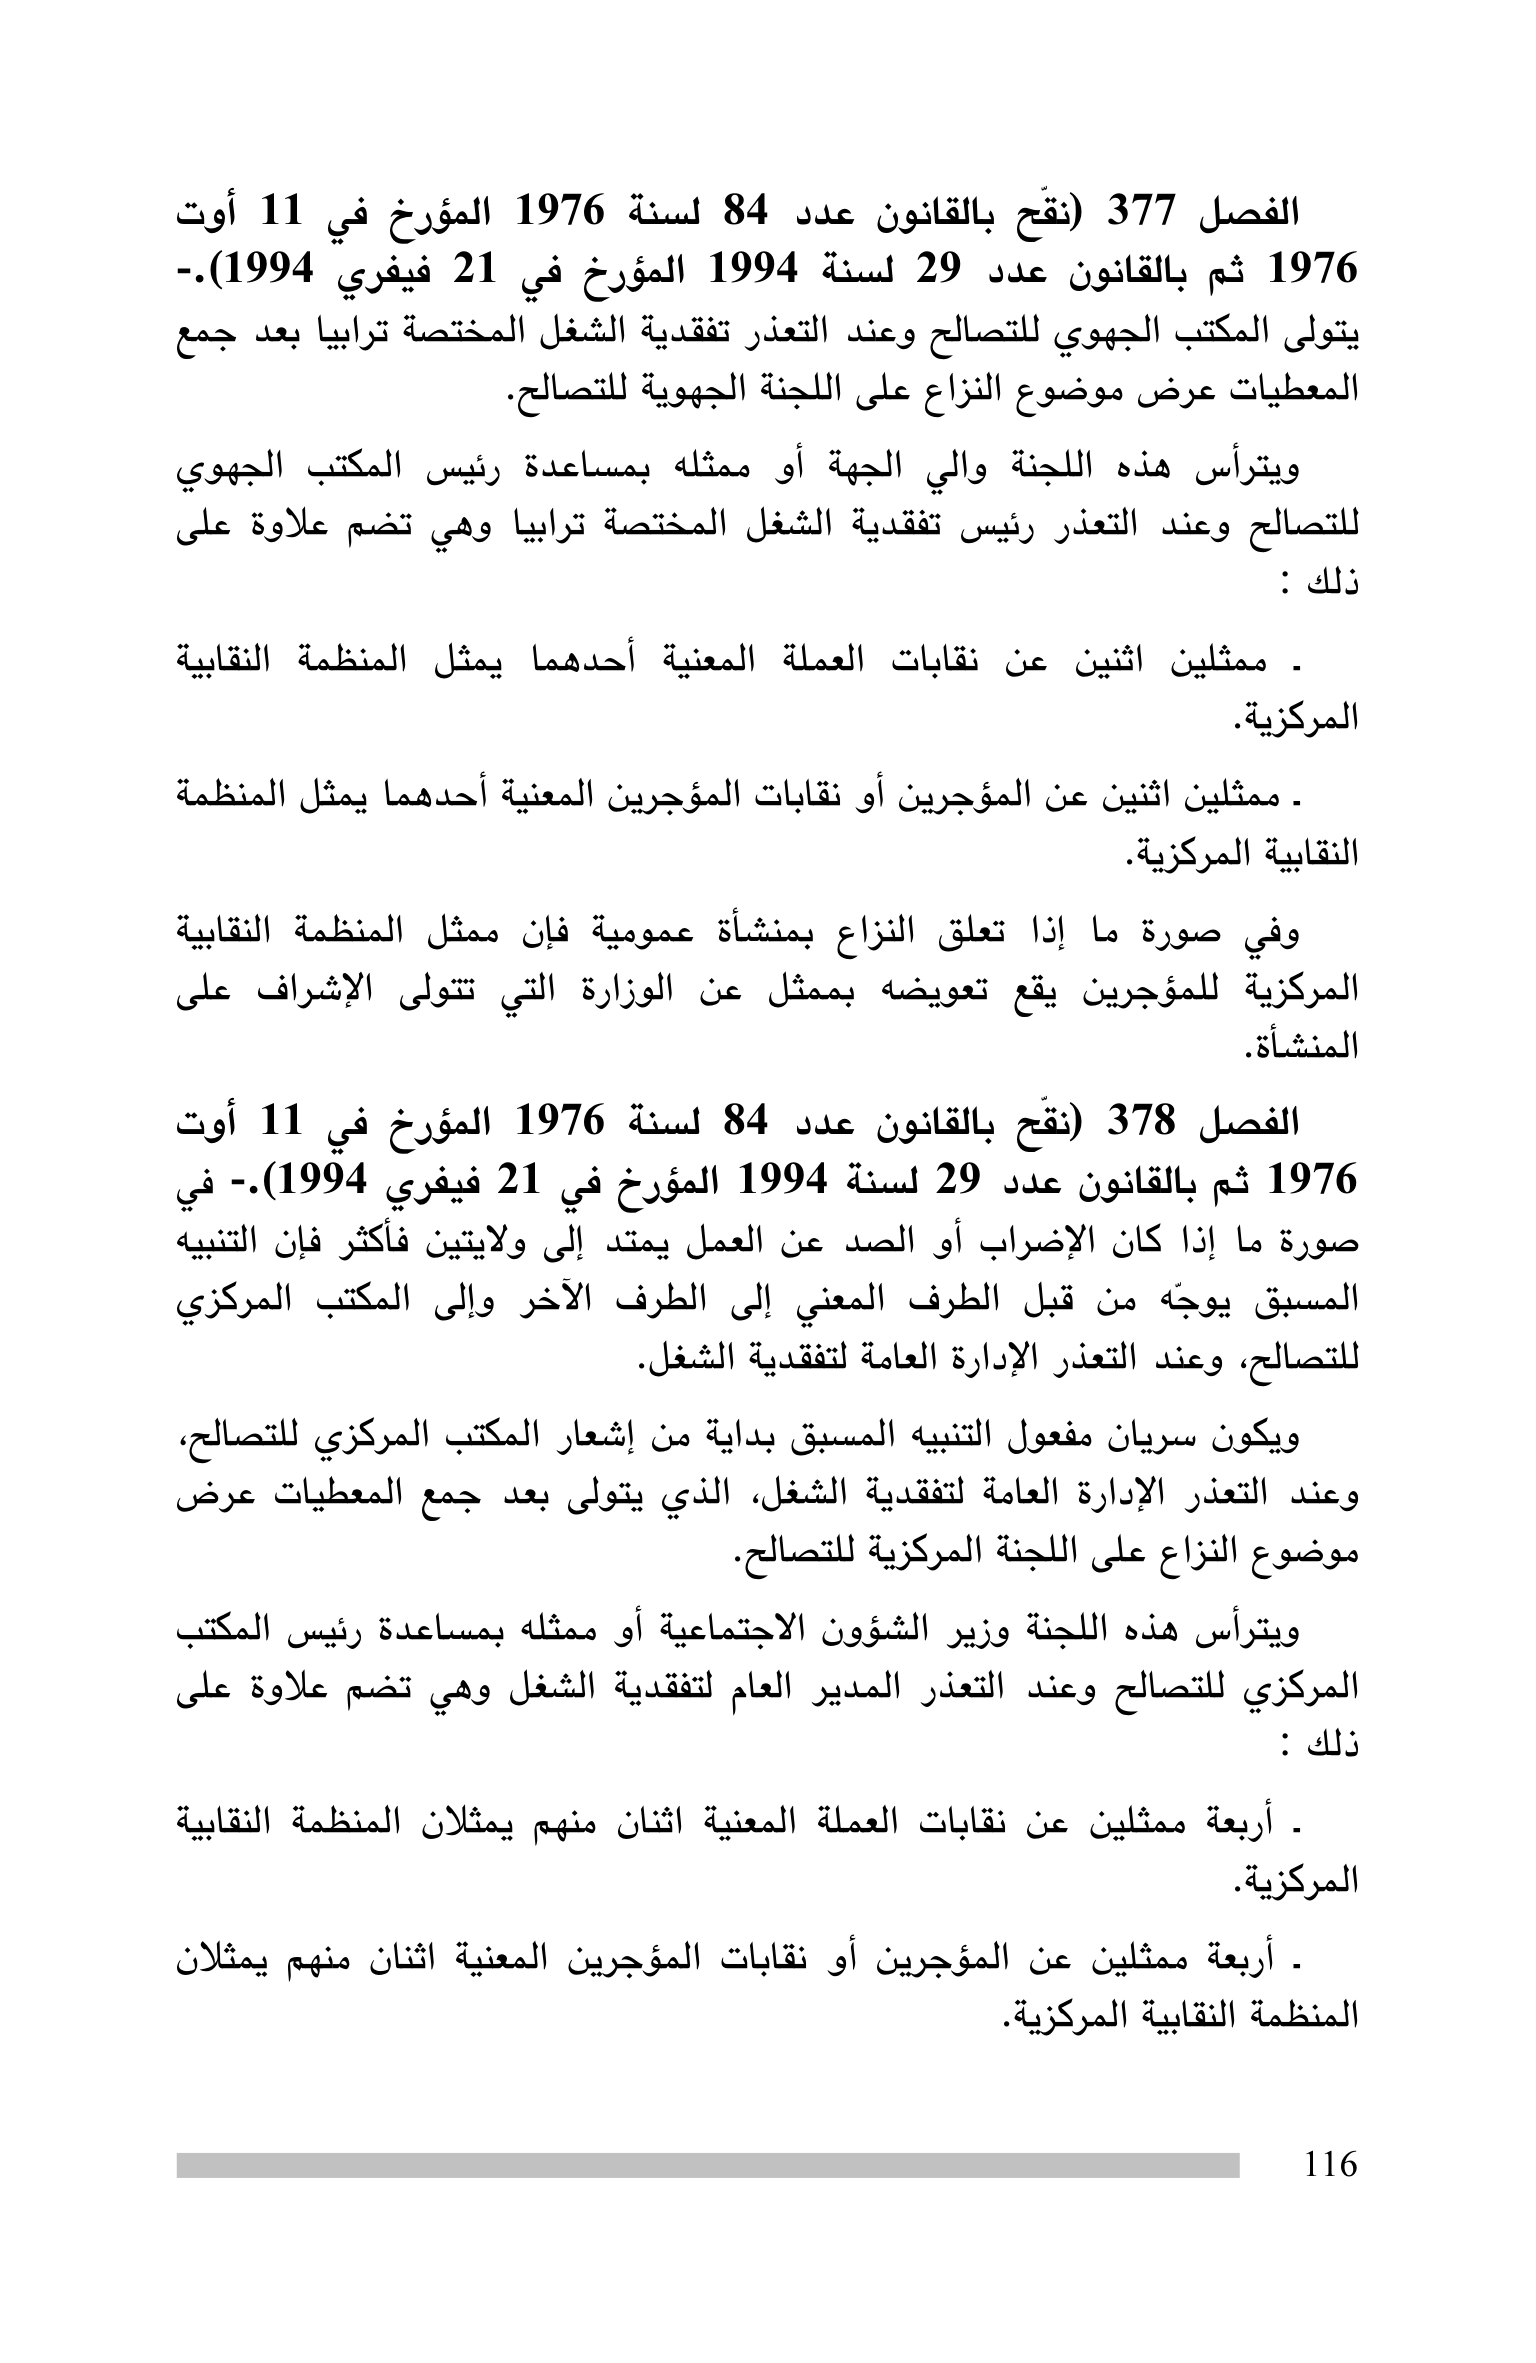 الفصل 377 (نقّح بالقانون عدد 84 لسنة 1976 المؤرخ في 11 أوت
1976 ثم بالقانون عدد 29 لسنة 1994 المؤرخ في 21 فيفري 1994).-
يتولى المكتب الجهوي للتصالح وعند التعذر تفقدية الشغل المختصة ترابيا بعد جمع
المعطيات عرض موضوع النزاع على اللجنة الجهوية للتصالح.
ويترأس هذه اللجنة والي الجهة أو ممثله بمساعدة رئيس المكتب الجهوي
للتصالح وعند التعذر رئيس تفقدية الشغل المختصة ترابيا وهي تضم علاوة على
ذلك :
ـ ممثلين اثنين عن نقابات العملة المعنية أحدهما يمثل المنظمة النقابية
المركزية.
ـ ممثلين اثنين عن المؤجرين أو نقابات المؤجرين المعنية أحدهما يمثل المنظمة
النقابية المركزية.
وفي صورة ما إذا تعلق النزاع بمنشأة عمومية فإن ممثل المنظمة النقابية
المركزية للمؤجرين يقع تعويضه بممثل عن الوزارة التي تتولى الإشراف على
المنشأة.
الفصل 378 (نقّح بالقانون عدد 84 لسنة 1976 المؤرخ في 11 أوت
1976 ثم بالقانون عدد 29 لسنة 1994 المؤرخ في 21 فيفري 1994).- في
صورة ما إذا كان الإضراب أو الصد عن العمل يمتد إلى ولايتين فأكثر فإن التنبيه
المسبق يوجّه من قبل الطرف المعني إلى الطرف الآخر وإلى المكتب المركزي
للتصالح، وعند التعذر الإدارة العامة لتفقدية الشغل.
ويكون سريان مفعول التنبيه المسبق بداية من إشعار المكتب المركزي للتصالح،
وعند التعذر الإدارة العامة لتفقدية الشغل، الذي يتولى بعد جمع المعطيات عرض
موضوع النزاع على اللجنة المركزية للتصالح.
ويترأس هذه اللجنة وزير الشؤون الاجتماعية أو ممثله بمساعدة رئيس المكتب
المركزي للتصالح وعند التعذر المدير العام لتفقدية الشغل وهي تضم علاوة على
ذلك :
ـ أربعة ممثلين عن نقابات العملة المعنية اثنان منهم يمثلان المنظمة النقابية
المركزية.
ـ أربعة ممثلين عن المؤجرين أو نقابات المؤجرين المعنية اثنان منهم يمثلان
المنظمة النقابية المركزية.
116